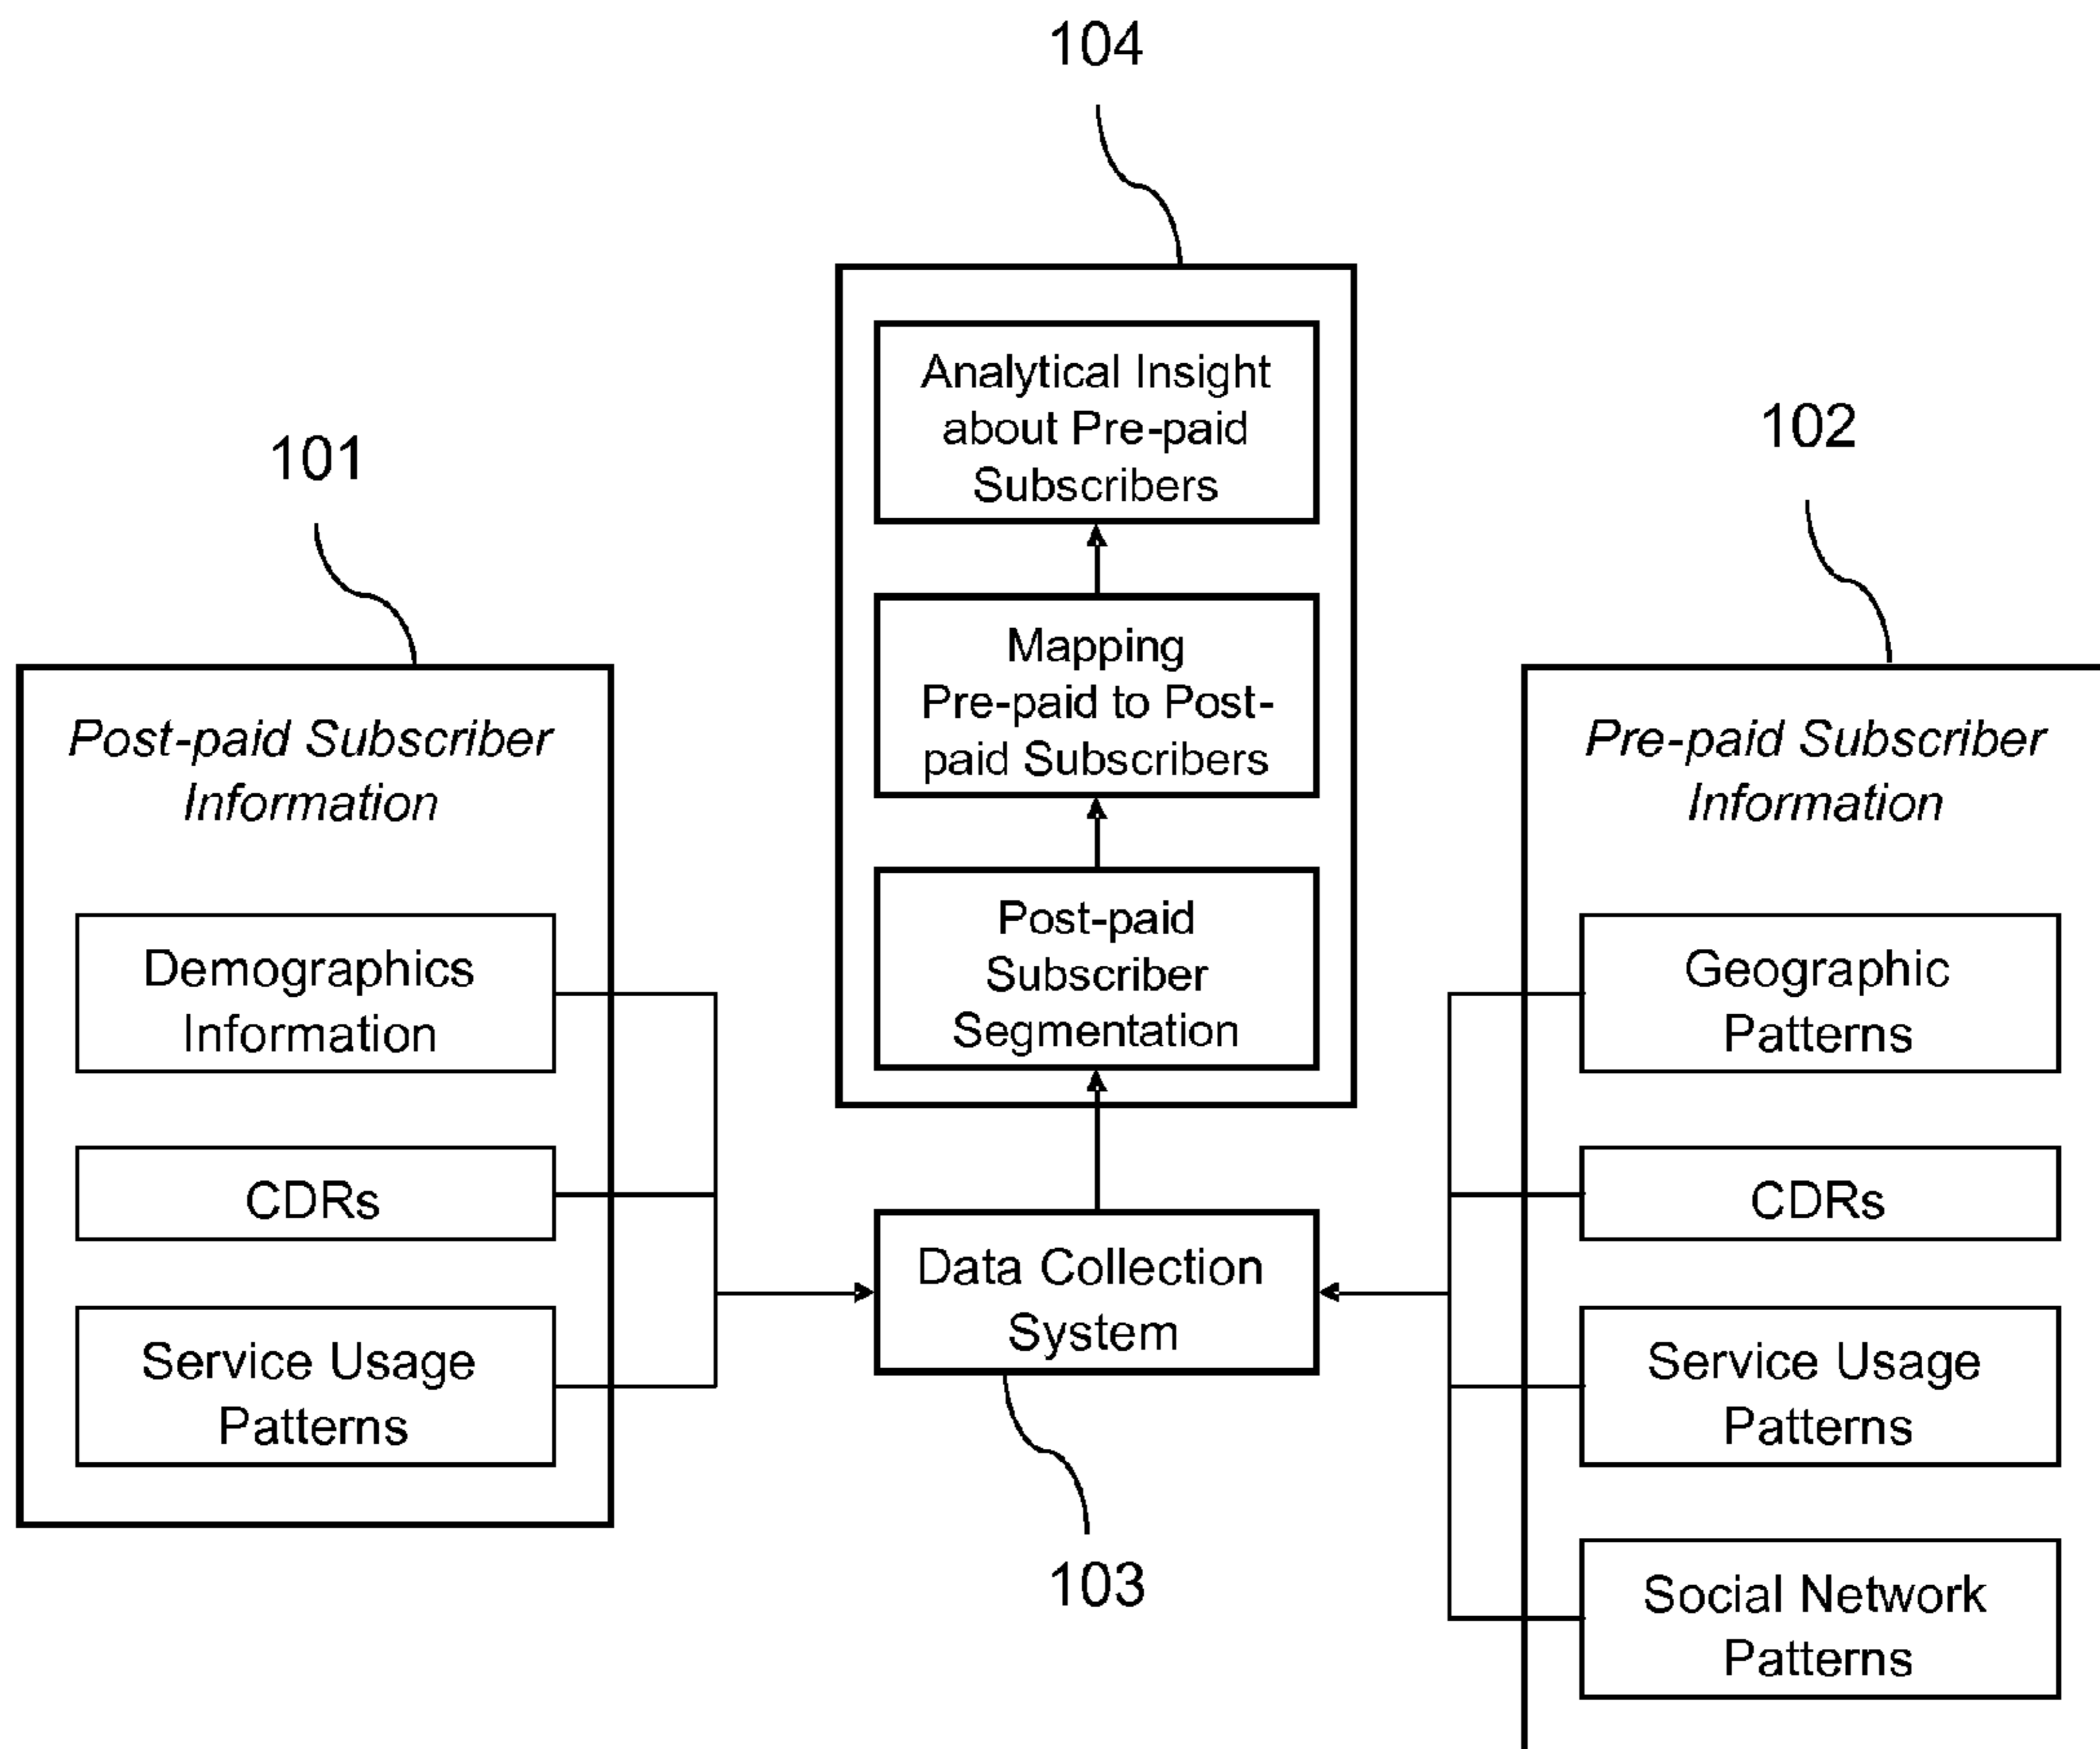 104
Analytical Insight
about Pre-paid
Subscribers
Mapping
Pre-paid to Post-
paid Subscribers
Post-paid
Subscriber
Segmentation
101
Post-paid Subscriber
Information
Demographics
Information
CDRs
Service Usage
Patterns
Data Collection
System
103
102
Pre-paid Subscriber
Information
Geographic
Patterns
CDRs
Service Usage
Patterns
Social Network
Patterns